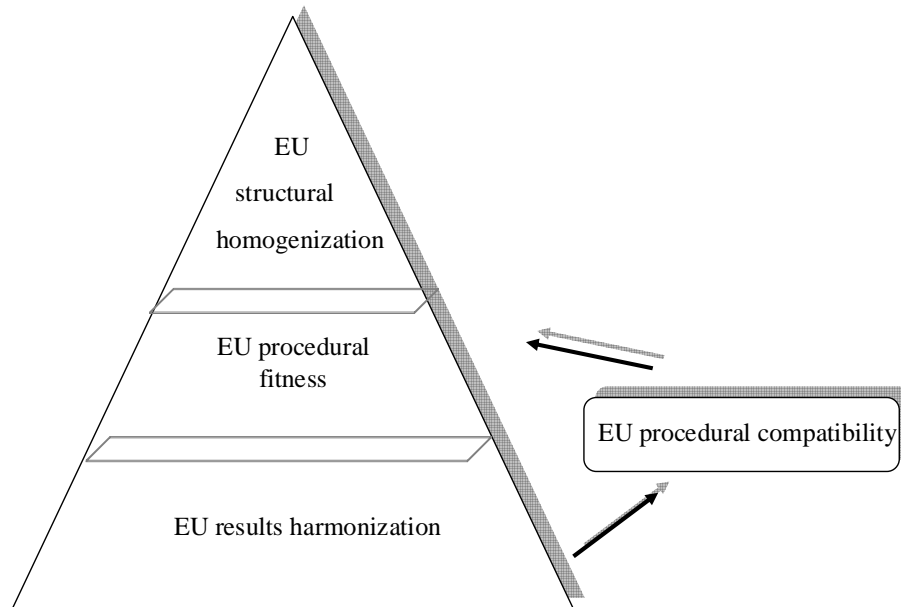 EU
structural
homogenization
EU procedural
fitness
EU procedural compatibility
EU results harmonization